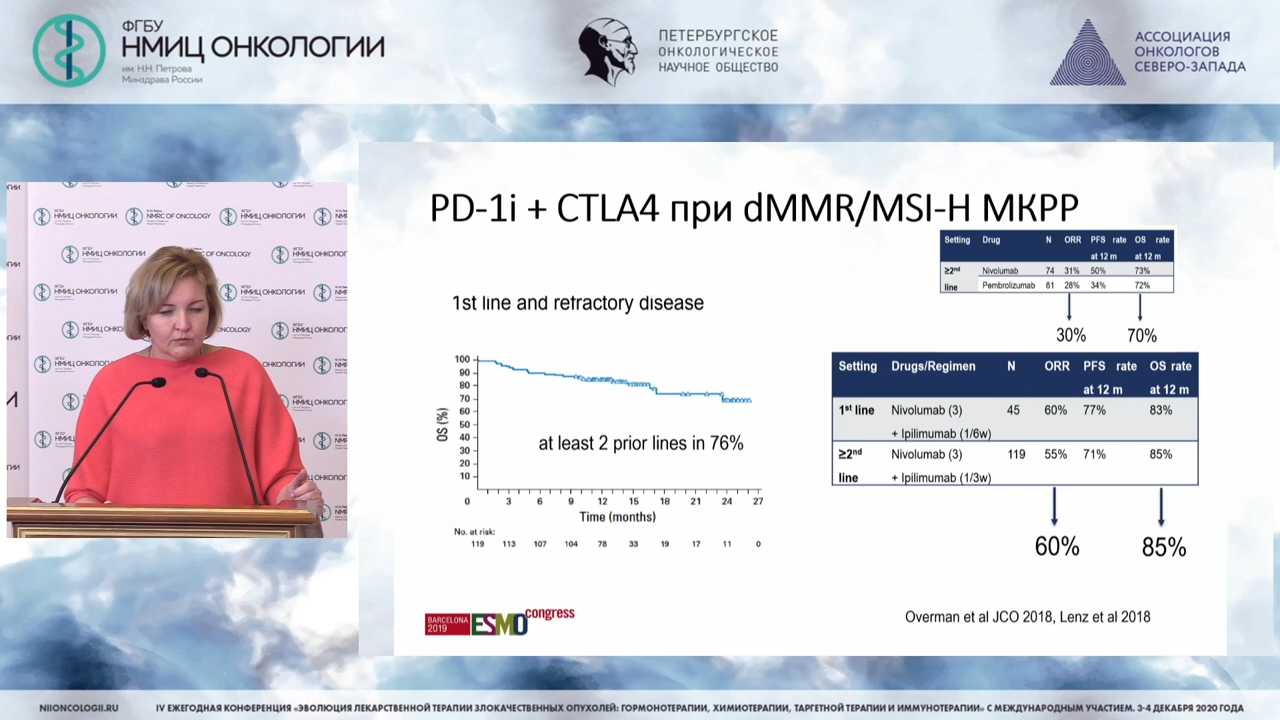 ФГБУ
НМИЦ ОНКОЛОГИИ
им. Н.Н. Петрова
Минздрава России
ПЕТЕРБУРГСКОЕ
ОНКОЛОГИЧЕСКОЕ
НАУЧНОЕ ОБЩЕСТВО
АССОЦИАЦИЯ
ОНКОЛОГОВ
СЕВЕРО-ЗАПАДА
PD-1i + CTLA4 при dMMR/MSI-H МКРР
Setting Drug N ORR PFS rate OS rate
at 12 m at 12 m
≥2nd Nivolumab 74 31% 50% 73%
line Pembrolizumab 61 28% 34% 72%
30% 70%
1st line and refractory disease
Setting Drugs/Regimen N ORR PFS rate OS rate
at 12 m at 12 m
1st line Nivolumab (3) 45 60% 77% 83%
+ Ipilimumab (1/6w)
≥2nd Nivolumab (3) 119 55% 71% 85%
line + Ipilimumab (1/3w)
60% 85%
100
90
80
70
60
50
40
30
20
10
OS (%)
at least 2 prior lines in 76%
0 3 6 9 12 15 18 21 24 27
Time (months)
No. at risk:
119 113 107 104 78 33 19 17 11 0
BARCELONA
2019
ESMO congress
Overman et al JCO 2018, Lenz et al 2018
NIIONCOLOGII.RU
IV ЕЖЕГОДНАЯ КОНФЕРЕНЦИЯ «ЭВОЛЮЦИЯ ЛЕКАРСТВЕННОЙ ТЕРАПИИ ЗЛОКАЧЕСТВЕННЫХ ОПУХОЛЕЙ: ГОРМОНОТЕРАПИИ, ХИМИОТЕРАПИИ, ТАРГЕТНОЙ ТЕРАПИИ И ИММУНОТЕРАПИИ» С МЕЖДУНАРОДНЫМ УЧАСТИЕМ. 3-4 ДЕКАБРЯ 2020 ГОДА